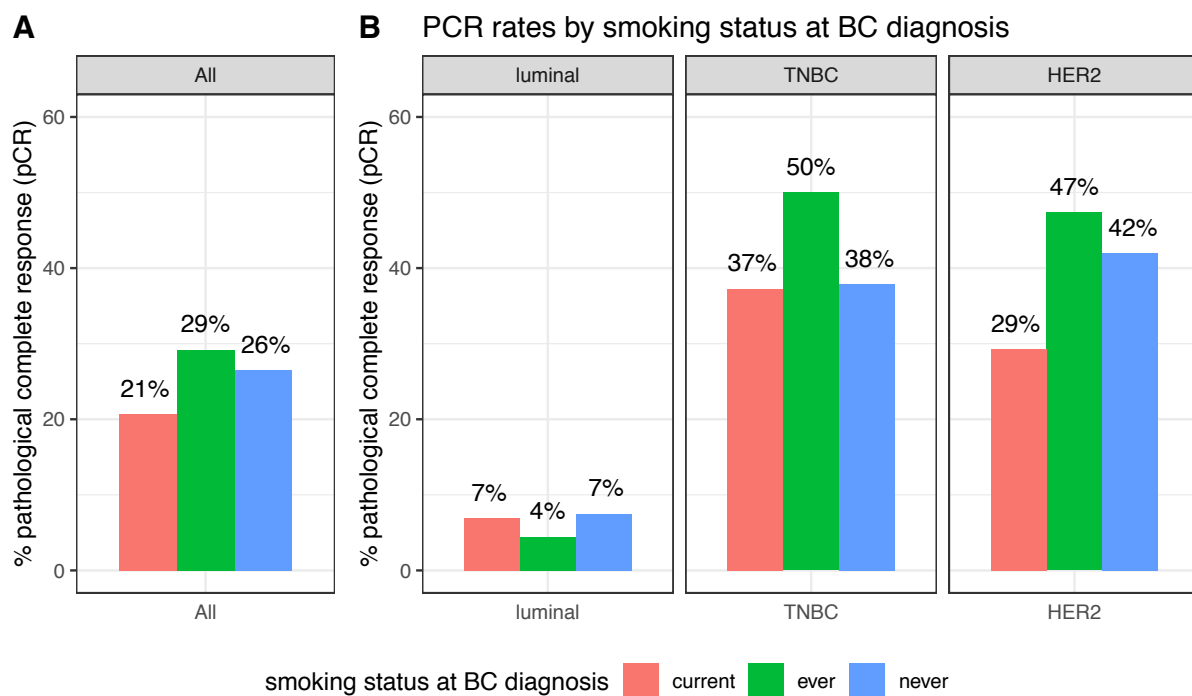 A
B PCR rates by smoking status at BC diagnosis
All
luminal
TNBC
HER2
% pathological complete response (pCR)
60
40
20
0
21%
29%
26%
All
% pathological complete response (pCR)
60
40
20
0
7%
4%
7%
37%
50%
38%
29%
47%
42%
luminal
TNBC
HER2
smoking status at BC diagnosis current ever never